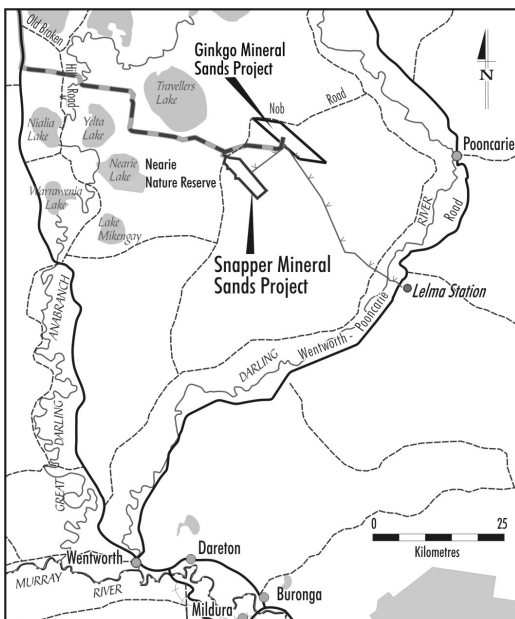 Old Broken
Hill Road
Ginkgo Mineral
Sands Project
Travellers
Lake
Nob
Road
N
Nialia
Lake
Yelta
Lake
Pooncarie
Nearie
Lake
Nearie
Nature Reserve
Warrawenia
Lake
Lake
Mikengay
RIVER
Road
Snapper Mineral
Sands Project
Lelma Station
ANABRANCH
DARLING
GREAT
DARLING
Wentworth - Pooncarie
0 25
Kilometres
Wentworth
Dareton
MURRAY
RIVER
Buronga
Mildura